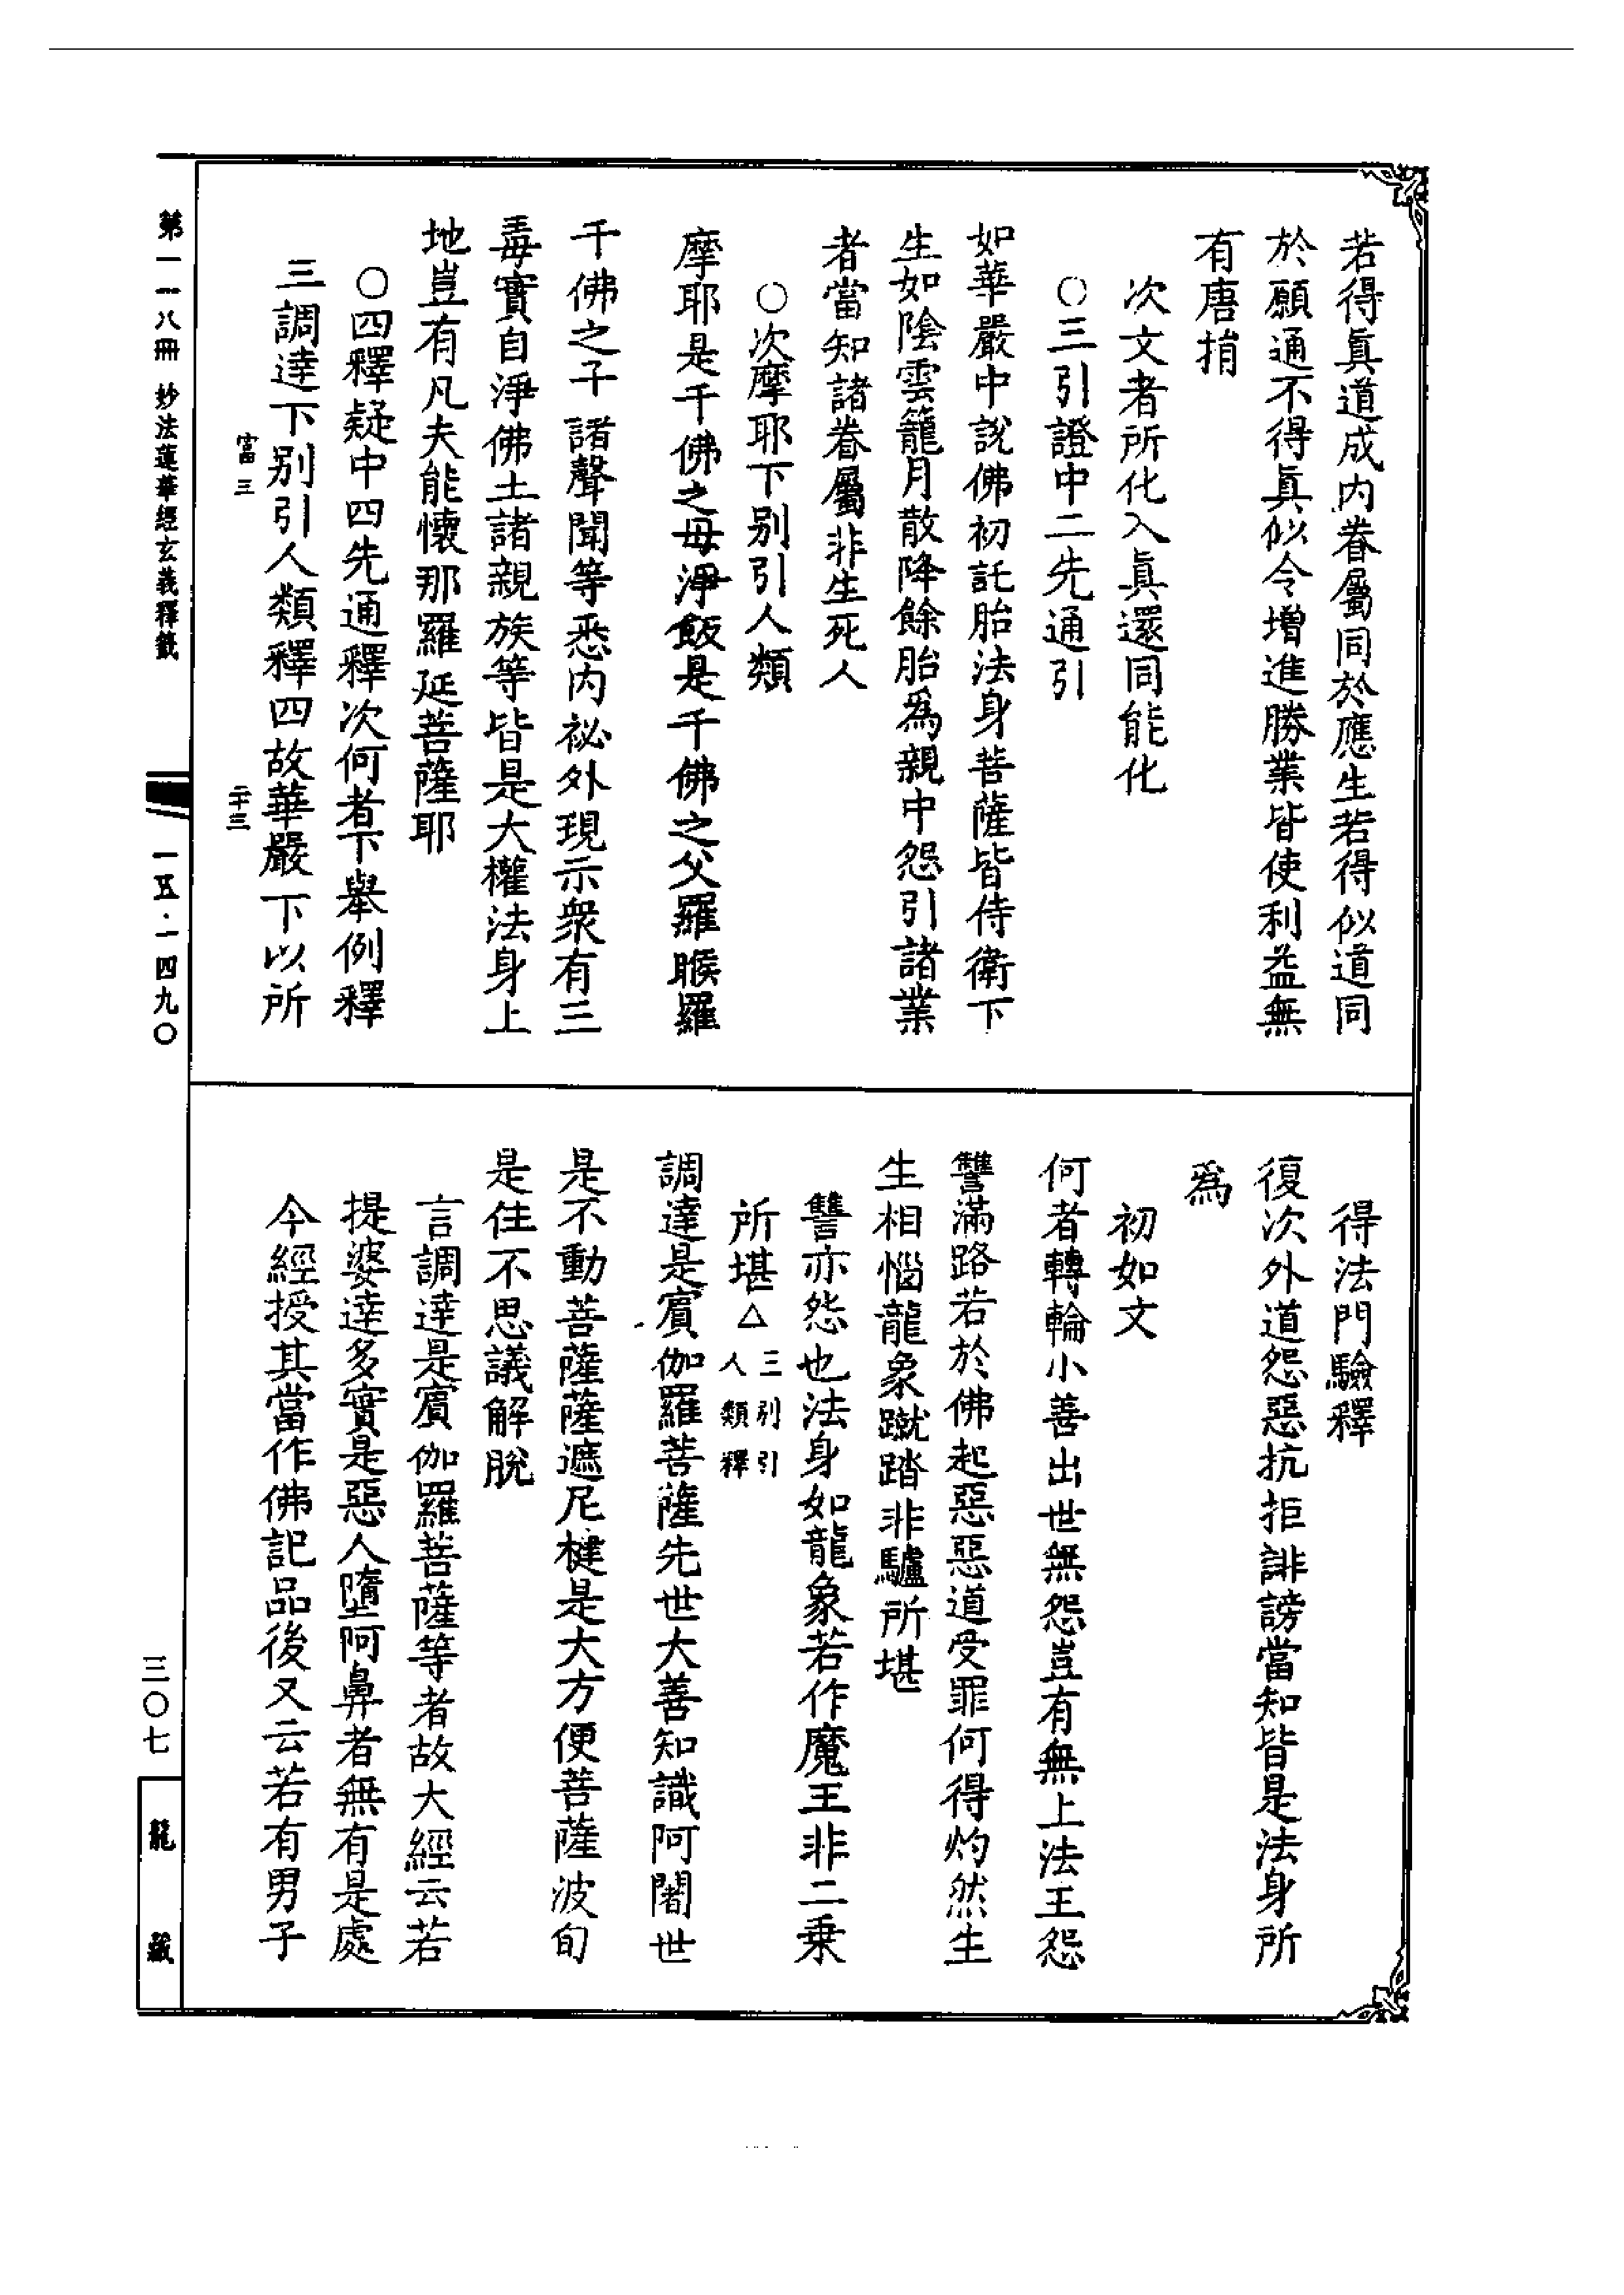 若得眞道成內眷屬同於應生若得似道同
於願通不得眞似令增進勝業皆使利益無
有唐捐
次文者所化入眞還同能化
○三引證中二先通引
如華嚴中說佛初託胎法身菩薩皆侍衛下
生如陰雲籠月散降餘胎爲親中怨引諸業
者當知諸眷屬非生死人
○次摩耶下別引人類
摩耶是千佛之母淨飯是千佛之父羅睺羅
千佛之子諸聲聞等悉內祕外現示衆有三
毒實自淨佛土諸親族等皆是大權法身上
地豈有凡夫能懷那羅延菩薩耶
○四釋疑中四先通釋次何者下舉例釋
三調達下別引人類釋四故華嚴下以所
富三
二十三
得法門驗釋
復次外道怨惡抗拒誹謗當知皆是法身所
爲
初如文
何者轉輪小善出世無怨豈有無上法王怨
讐滿路若於佛起惡惡道受罪何得灼然生
生相惱龍象蹴踏非驢所堪
讐亦怨也法身如龍象若作魔王非二乗
所堪△三別引人類釋
調達是賓伽羅菩薩先世大善知識阿闍世
是不動菩薩薩遮尼犍是大方便菩薩波旬
是住不思議解脫
言調達是賓伽羅菩薩等者故大經云若
提婆達多實是惡人墮阿鼻者無有是處
今經授其當作佛記品後又云若有男子
第一一八冊 妙法蓮華經玄義釋籤
一五·一四九〇
三〇七
龍藏